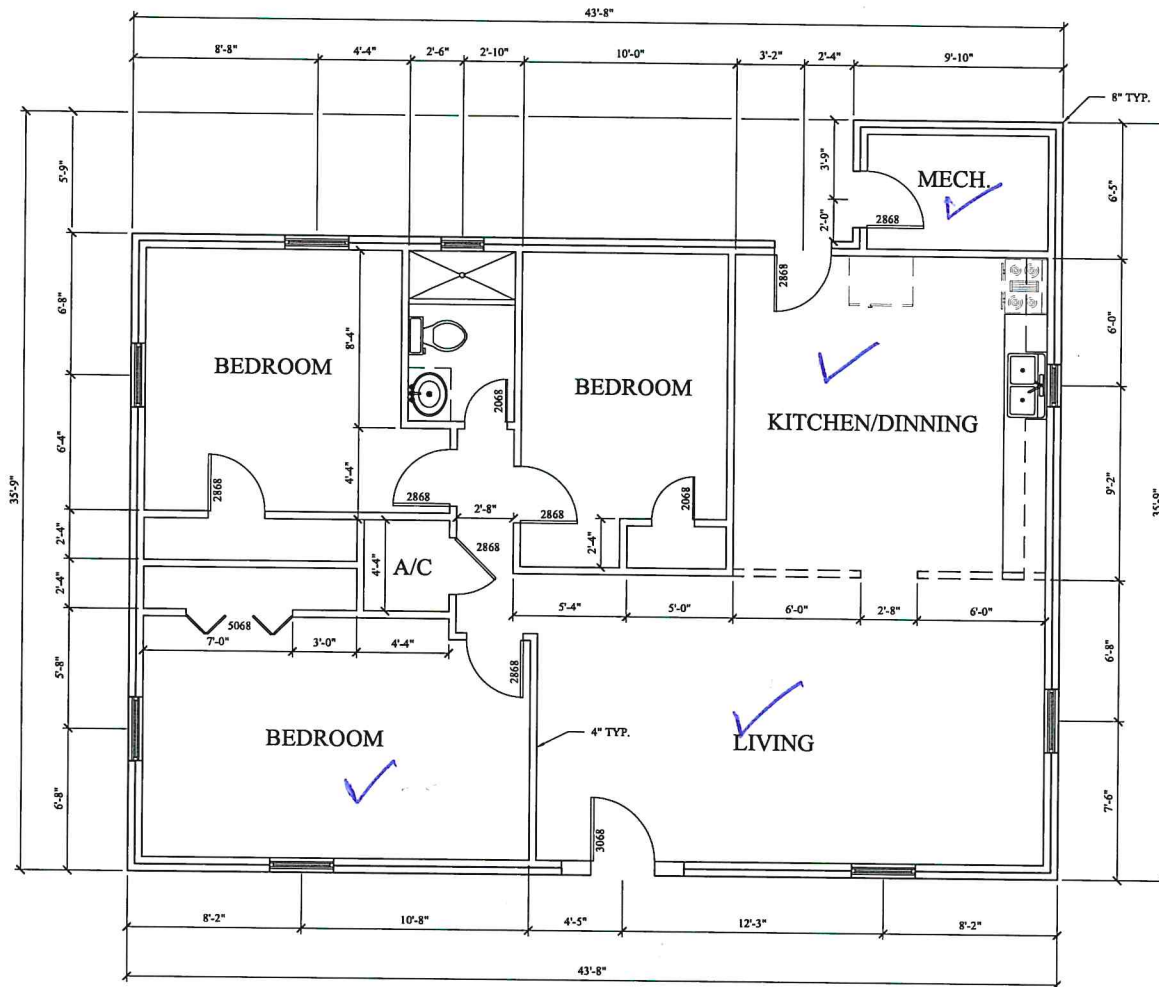 43'-8"
8'-8" 4'-4" 2'-6" 2'-10" 10'-0" 3'-2" 2'-4" 9'-10"
8" TYP.
5'-9"
3'-9"
MECH.
6'-5"
2868
2'-0"
2868
6'-8"
8'-4"
6'-0"
BEDROOM
BEDROOM
2068
KITCHEN/DINNING
6'-4"
4'-4"
2868
2868
2068
9'-2"
35'-9"
35'-9"
2'-8"
2868
2'-4"
2'-4"
2868
A/C
4'-4"
2'-4"
5'-4" 5'-0" 6'-0" 2'-8" 6'-0"
5068
7'-0" 3'-0" 4'-4"
5'-8"
2868
6'-8"
BEDROOM
4" TYP.
LIVING
6'-8"
3068
7'-6"
8'-2" 10'-8" 4'-5" 12'-3" 8'-2"
43'-8"